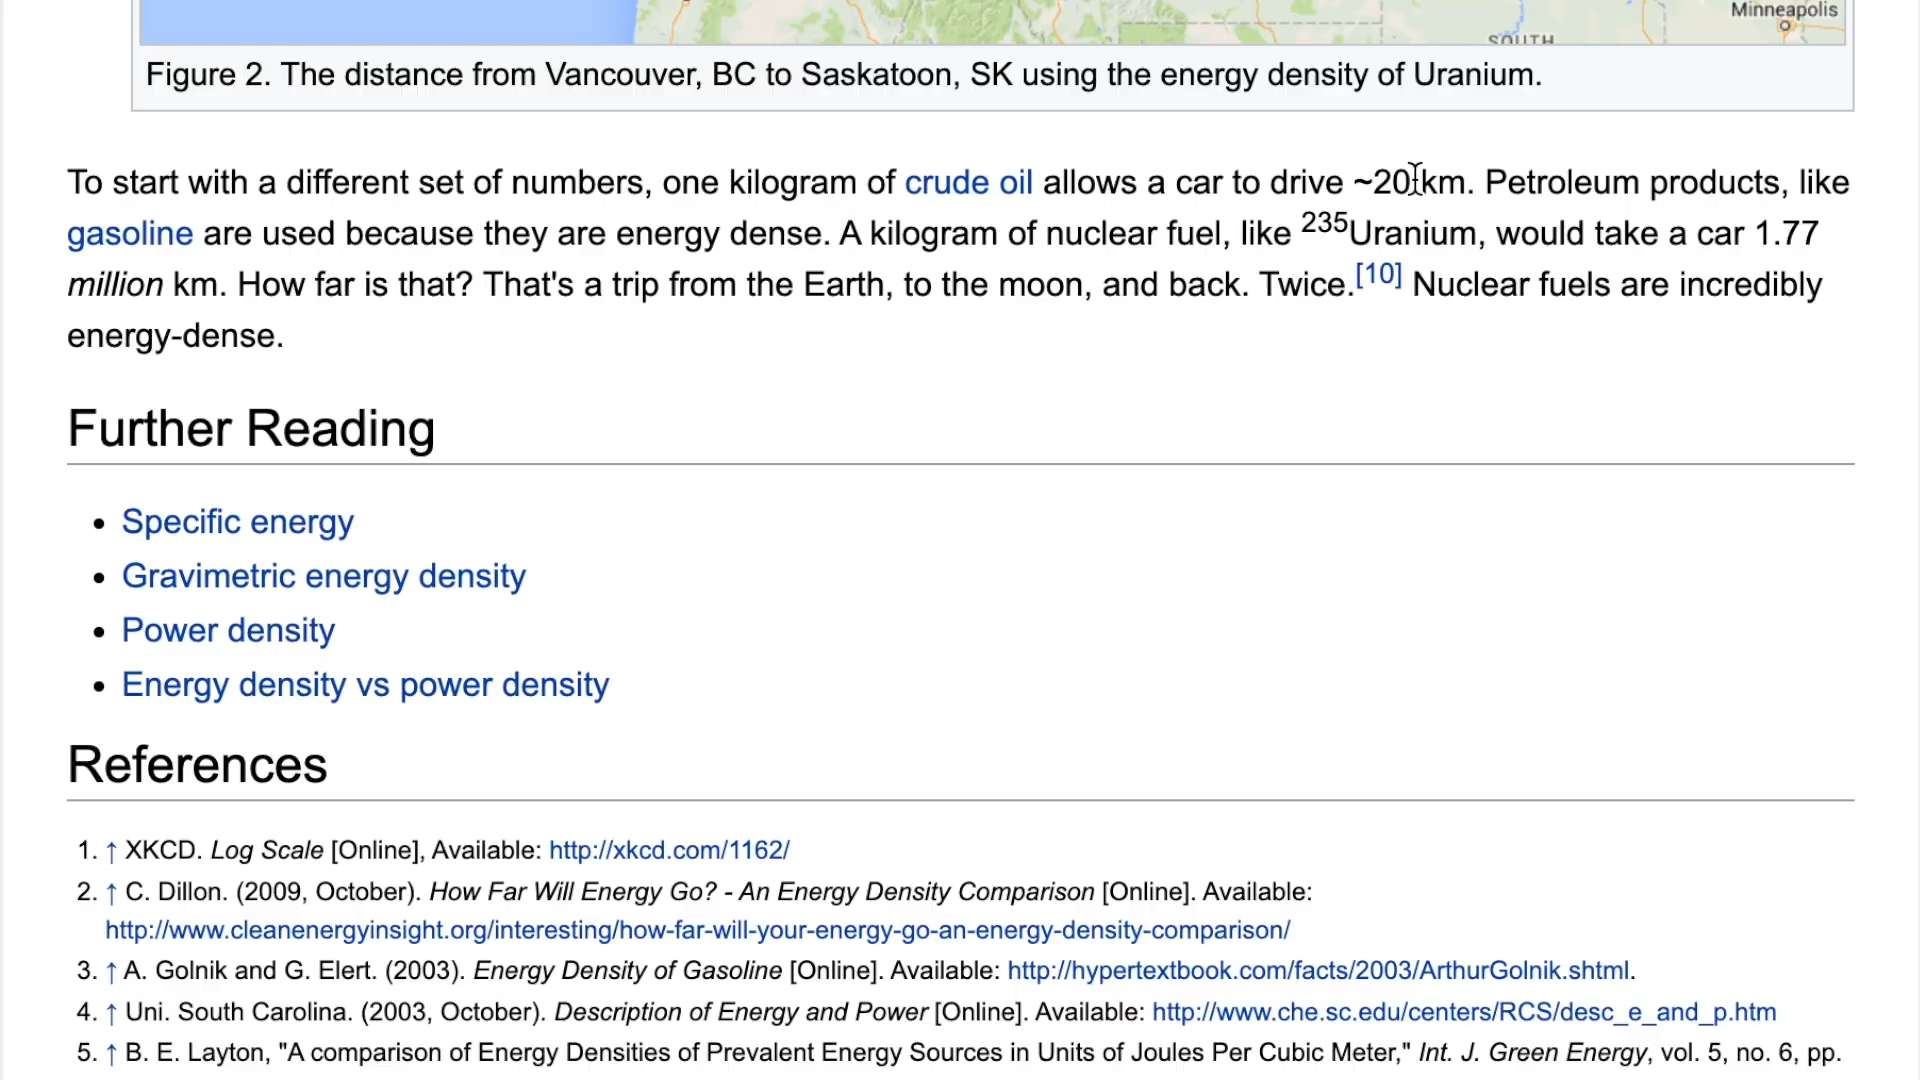 Minneapolis
SOUTH
Figure 2. The distance from Vancouver, BC to Saskatoon, SK using the energy density of Uranium.
To start with a different set of numbers, one kilogram of crude oil allows a car to drive ~20 km. Petroleum products, like
gasoline are used because they are energy dense. A kilogram of nuclear fuel, like ²³⁵Uranium, would take a car 1.77
million km. How far is that? That's a trip from the Earth, to the moon, and back. Twice.[10] Nuclear fuels are incredibly
energy-dense.
Further Reading
• Specific energy
• Gravimetric energy density
• Power density
• Energy density vs power density
References
1. ↑ XKCD. Log Scale [Online], Available: http://xkcd.com/1162/
2. ↑ C. Dillon. (2009, October). How Far Will Energy Go? - An Energy Density Comparison [Online]. Available:
http://www.cleanenergyinsight.org/interesting/how-far-will-your-energy-go-an-energy-density-comparison/
3. ↑ A. Golnik and G. Elert. (2003). Energy Density of Gasoline [Online]. Available: http://hypertextbook.com/facts/2003/ArthurGolnik.shtml.
4. ↑ Uni. South Carolina. (2003, October). Description of Energy and Power [Online]. Available: http://www.che.sc.edu/centers/RCS/desc_e_and_p.htm
5. ↑ B. E. Layton, "A comparison of Energy Densities of Prevalent Energy Sources in Units of Joules Per Cubic Meter," Int. J. Green Energy, vol. 5, no. 6, pp.